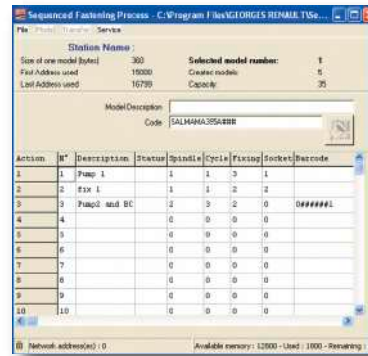 Sequenced Fastening Process - C:\Program Files\GEORGES RENAULT\Se...
File Model Transfer Service
Station Name :
Size of one model (bytes) 360 Selected model number: 1
First Address used 15000 Created models: 5
Last Address used 16799 Capacity: 35
Model Description
Code SALMAMA395A###
Action N° Description Status Spindle Cycle Fixing Socket Barcode
1 1 Pump 1 1 1 3 1
2 2 fix 1 1 1 2 2
3 3 Pump2 and BC 2 3 2 0 0######1
4 4 0 0 0 0
5 5 0 0 0 0
6 6 0 0 0 0
7 7 0 0 0 0
8 8 0 0 0 0
9 9 0 0 0 0
10 10 0 0 0 0
Network address(es) : 0 Available memory : 12600 - Used : 1800 - Remaining :